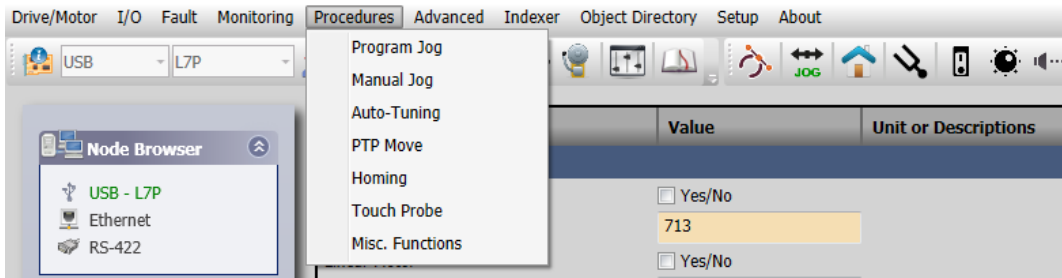 Drive/Motor I/O Fault Monitoring Procedures Advanced Indexer Object Directory Setup About
USB L7P
JOG
Program Jog
Manual Jog
Auto-Tuning
PTP Move
Homing
Touch Probe
Misc. Functions
Value Unit or Descriptions
Node Browser
USB - L7P
Ethernet
RS-422
Yes/No
713
Yes/No